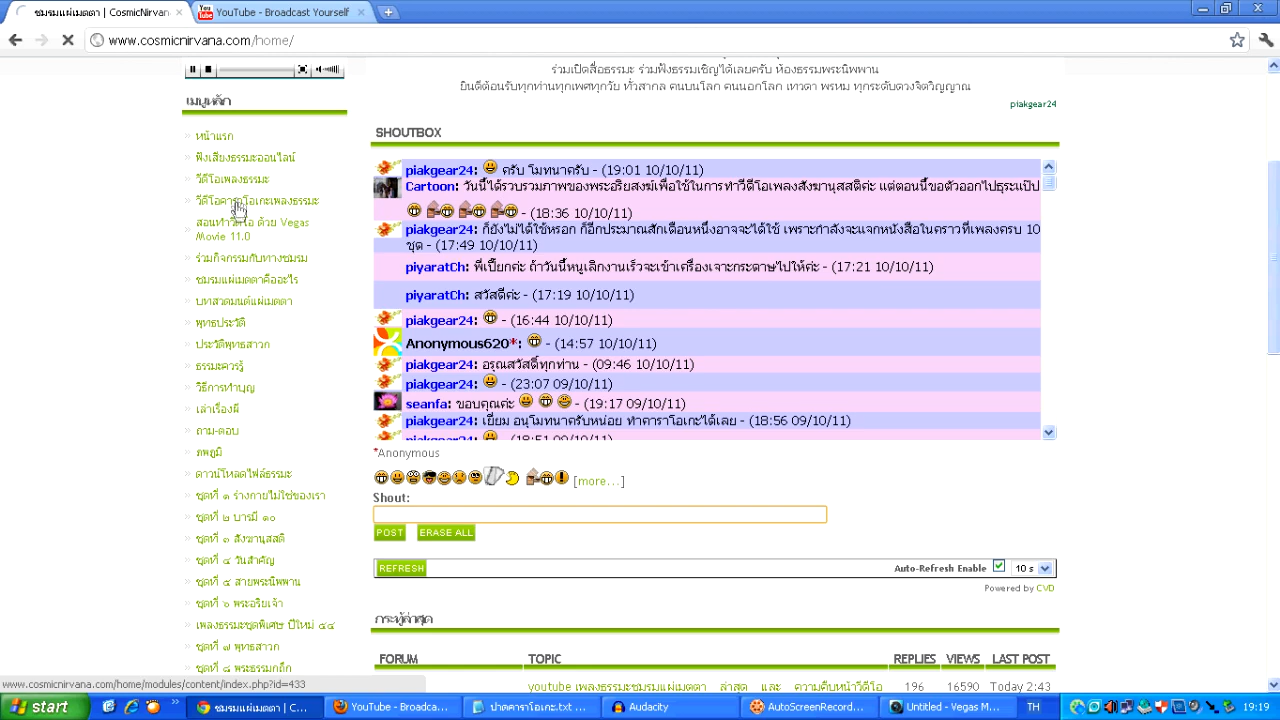 ชมรมแผ่เมตตา | CosmicNirva
YouTube - Broadcast Yourself
www.cosmicnirvana.com/home/
ร่วมเปิดสื่อธรรมะ ร่วมฟังธรรมเชิญได้เลยครับ ห้องธรรมพระนิพพาน
ยินดีต้อนรับทุกท่านทุกเพศทุกวัย ทั่วสากล คนบนโลก คนนอกโลก เทวดา พรหม ทุกระดับดวงจิตวิญญาณ
piakgear24
เมนูหลัก
หน้าแรก
ฟังเสียงธรรมะออนไลน์
วีดีโอเพลงธรรมะ
วีดีโอคาราโอเกะเพลงธรรมะ
สอนทำวีดีโอ ด้วย Vegas
Movie 11.0
ร่วมกิจกรรมกับทางชมรม
ชมรมแผ่เมตตาคืออะไร
บทสวดมนต์แผ่เมตตา
พุทธประวัติ
ประวัติพุทธสาวก
ธรรมะควรรู้
วิธีการทำบุญ
เล่าเรื่องผี
ถาม-ตอบ
ภพภูมิ
ดาวน์โหลดไฟล์ธรรมะ
ชุดที่ ๑ ร่างกายไม่ใช่ของเรา
ชุดที่ ๒ บารมี ๑๐
ชุดที่ ๓ สังฆานุสสติ
ชุดที่ ๔ วันสำคัญ
ชุดที่ ๕ สายพระนิพพาน
ชุดที่ ๖ พระอริยเจ้า
เพลงธรรมะชุดพิเศษ ปีใหม่ ๕๔
ชุดที่ ๗ พุทธสาวก
ชุดที่ ๘ พระธรรมกถึก
SHOUTBOX
piakgear24: ครับ โมทนาครับ - (19:01 10/10/11)
Cartoon: วันนี้ได้รวบรวมภาพของพระอริยสงฆ์เพื่อใช้ในการทำวีดีโอเพลงสังฆานุสสติค่ะ แต่ตอนนี้ขอตัวออกไปธุระแป๊ป
- (18:36 10/10/11)
piakgear24: ก็ยังไม่ได้ใช้หรอก ก็อีกประมาณสักเดือนหนึ่งอาจจะได้ใช้ เพราะกำลังจะแจกหนังสือในคราวที่เพลงครบ 10
ชุด - (17:49 10/10/11)
piyaratCh: พี่เปี๊ยกค่ะ ถ้าวันนี้หนูเลิกงานเร็วจะเข้าเครื่องเจาะกระดาษไปให้ค่ะ - (17:21 10/10/11)
piyaratCh: สวัสดีค่ะ - (17:19 10/10/11)
piakgear24: - (16:44 10/10/11)
Anonymous620*: - (14:57 10/10/11)
piakgear24: อรุณสวัสดิ์ทุกท่าน - (09:46 10/10/11)
piakgear24: - (23:07 09/10/11)
seanfa: ขอบคุณค่ะ - (19:17 09/10/11)
piakgear24: เยี่ยม อนุโมทนาครับหน่อย ทำคาราโอเกะได้เลย - (18:56 09/10/11)
piakgear24: - (18:51 09/10/11)
*Anonymous
[more...]
Shout:
POST ERASE ALL
REFRESH Auto-Refresh Enable 10 s
Powered by CVD
กระทู้ล่าสุด
FORUM TOPIC REPLIES VIEWS LAST POST
youtube เพลงธรรมะชมรมแผ่เมตตา ล่าสุด และ ความคืบหน้าวีดีโอ 196 16590 Today 2:43
www.cosmicnirvana.com/home/modules/content/index.php?id=433
start
ชมรมแผ่เมตตา | C...
YouTube - Broadca...
ปาดคาราโอเกะ.txt ...
Audacity
AutoScreenRecord...
Untitled - Vegas M...
TH
19:19